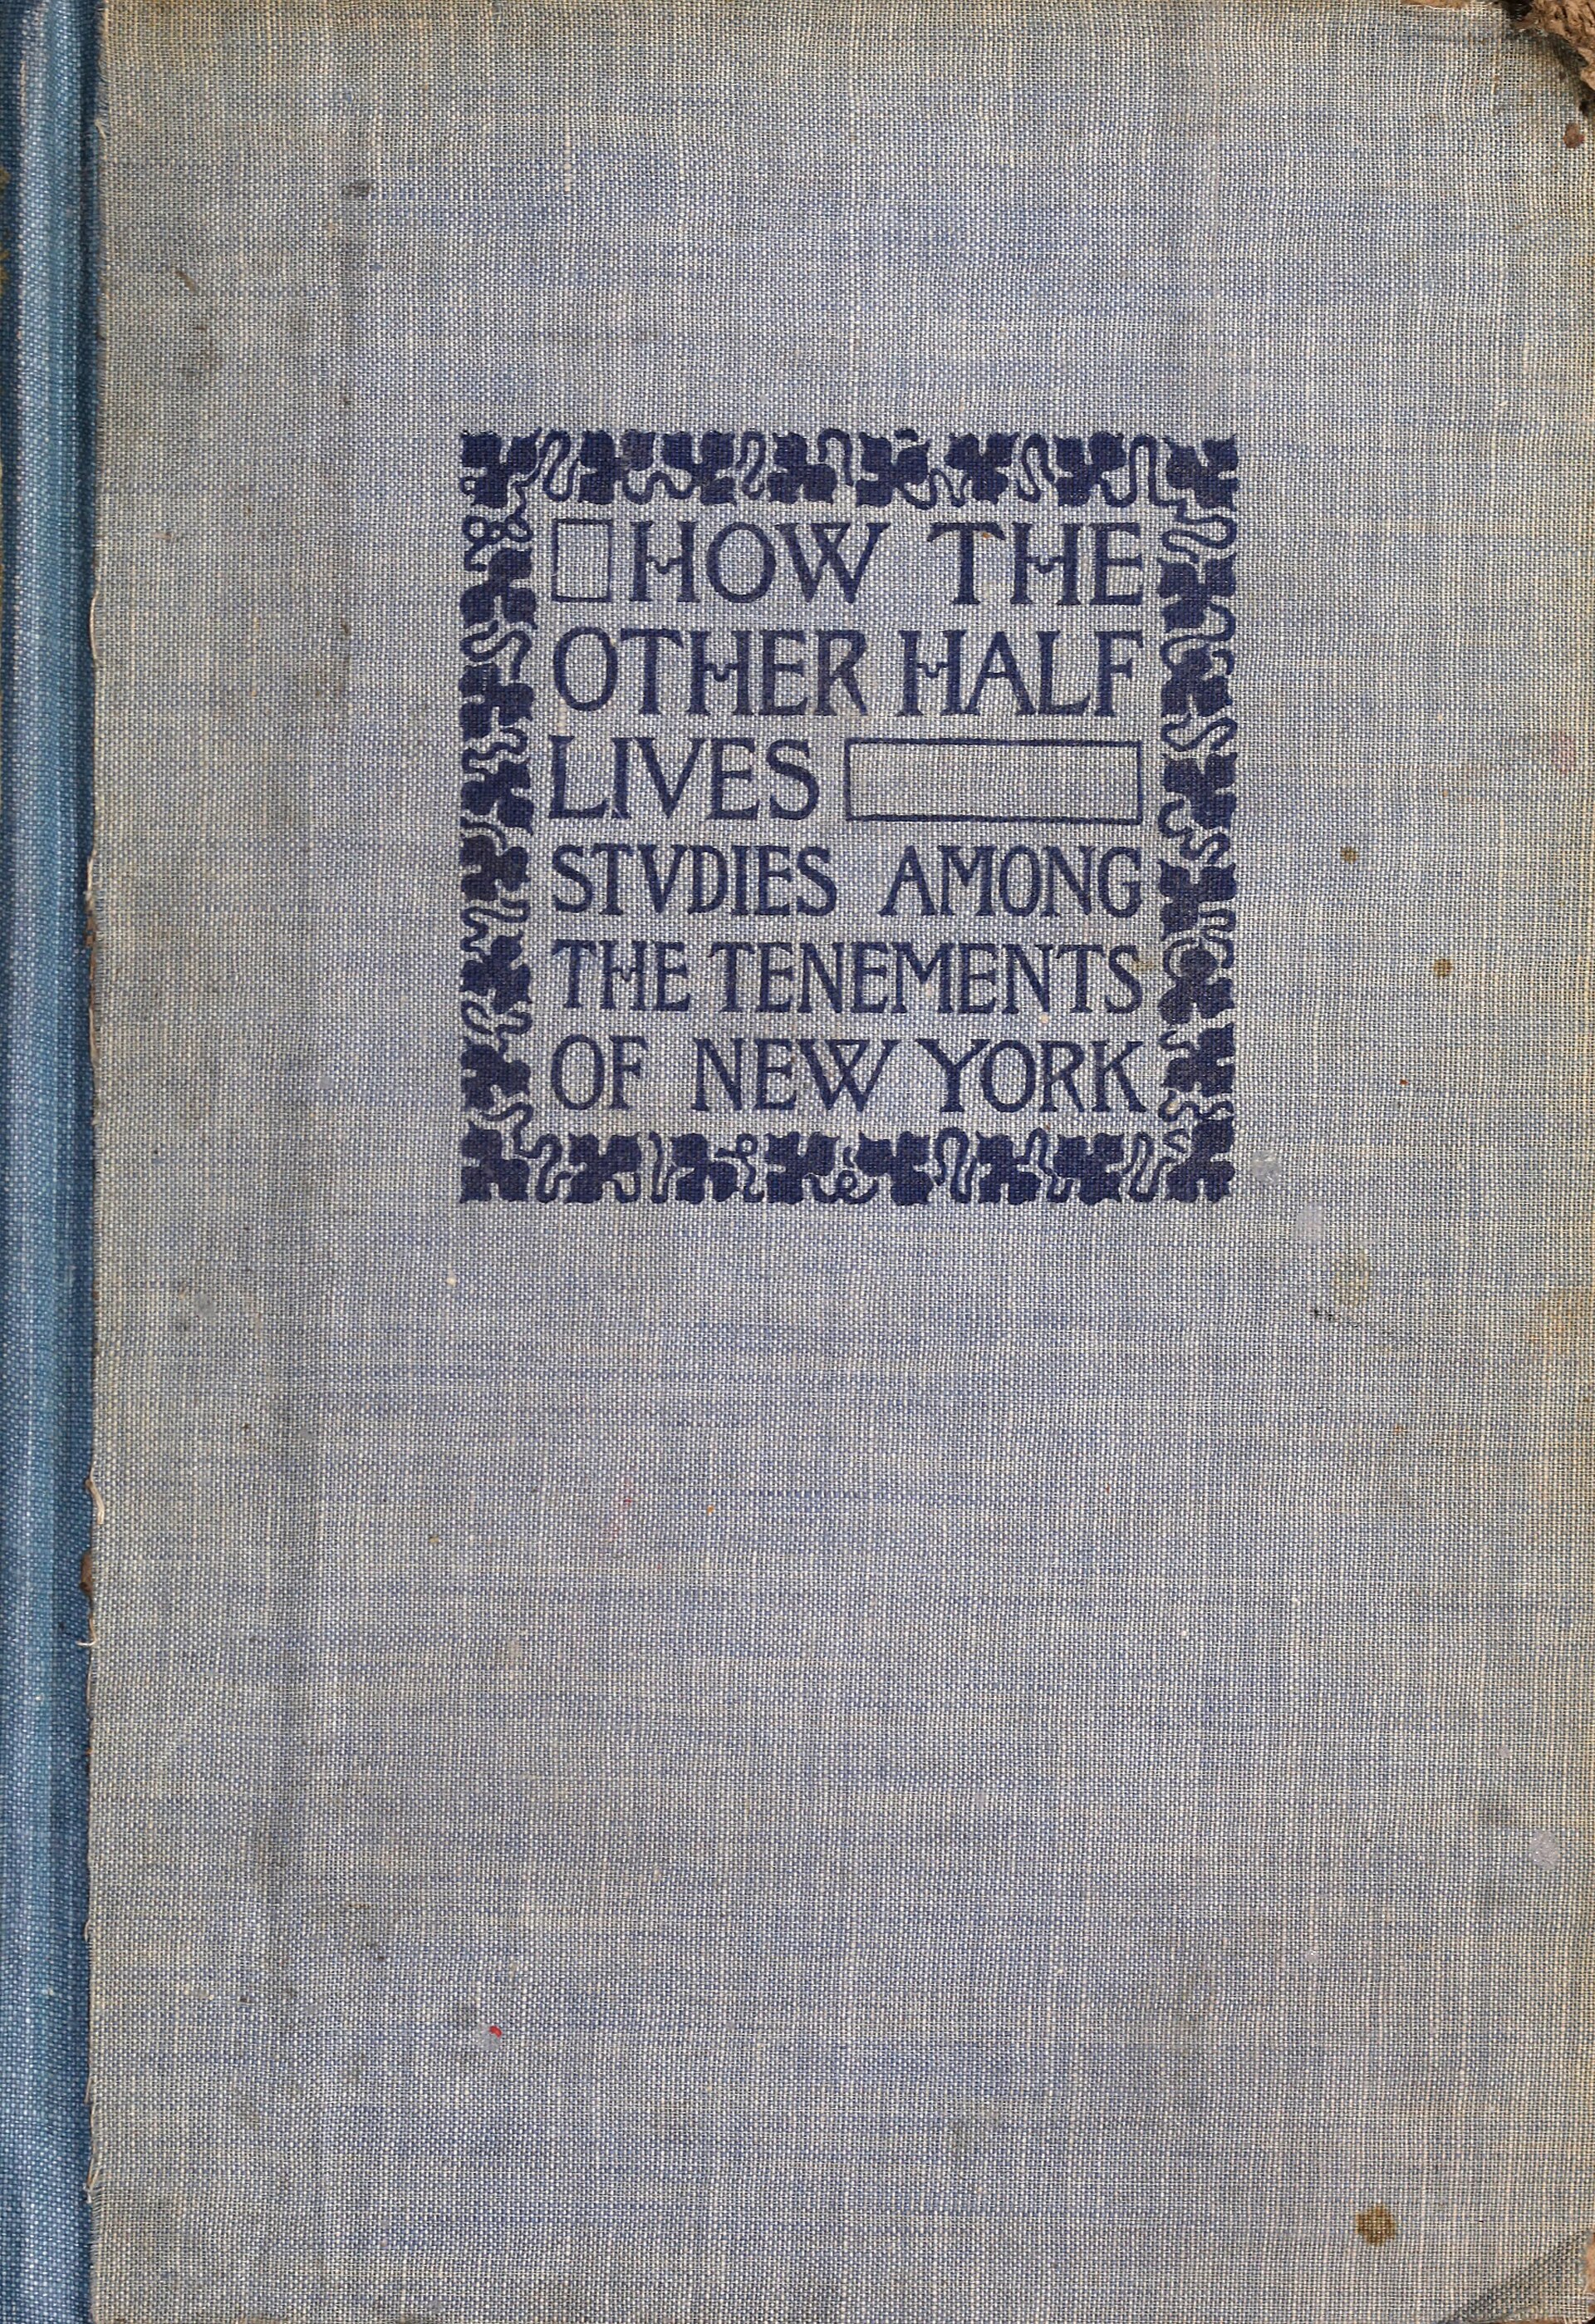 HOW THE
OTHER HALF
LIVES
STVDIES AMONG
THE TENEMENTS
OF NEW YORK